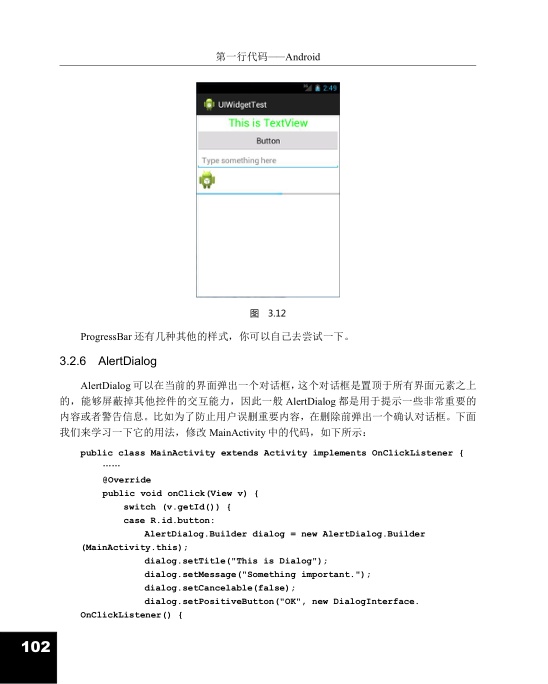 第一行代码——Android
2:49
UIWidgetTest
This is TextView
Button
Type something here
图 3.12
ProgressBar 还有几种其他的样式，你可以自己去尝试一下。
3.2.6 AlertDialog
AlertDialog 可以在当前的界面弹出一个对话框，这个对话框是置顶于所有界面元素之上
的，能够屏蔽掉其他控件的交互能力，因此一般 AlertDialog 都是用于提示一些非常重要的
内容或者警告信息。比如为了防止用户误删重要内容，在删除前弹出一个确认对话框。下面
我们来学习一下它的用法，修改 MainActivity 中的代码，如下所示：
public class MainActivity extends Activity implements OnClickListener {
……
@Override
public void onClick(View v) {
switch (v.getId()) {
case R.id.button:
AlertDialog.Builder dialog = new AlertDialog.Builder
(MainActivity.this);
dialog.setTitle("This is Dialog");
dialog.setMessage("Something important.");
dialog.setCancelable(false);
dialog.setPositiveButton("OK", new DialogInterface.
OnClickListener() {
102